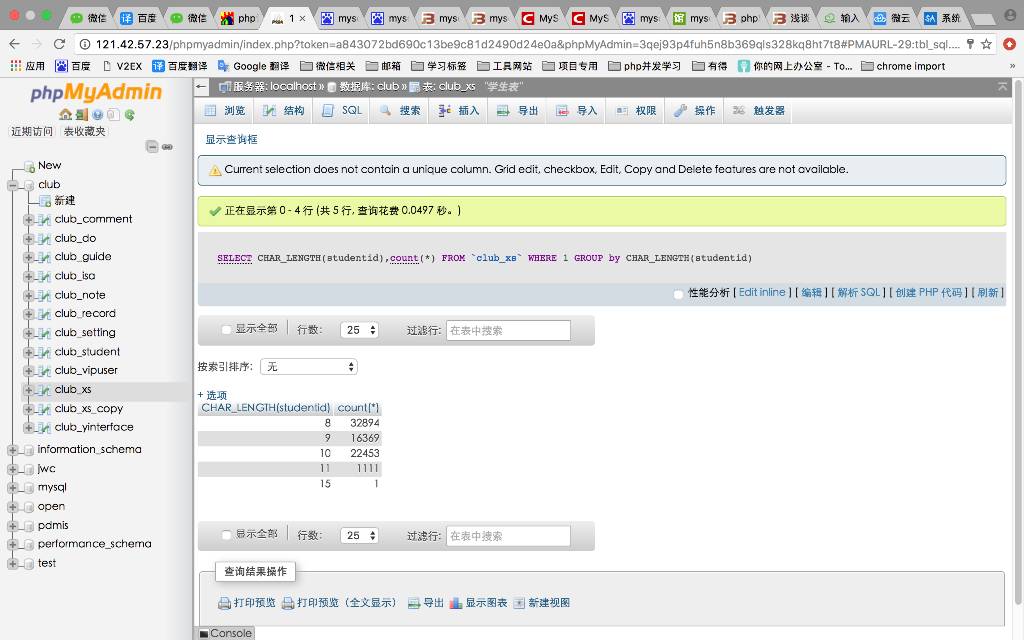 微信 百度 微信 php 1 × mys mys mys mys MyS MyS mys mys php 浅谈 输入 微云 系统
121.42.57.23/phpmyadmin/index.php?token=a843072bd690c13be9c81d2490d24e0a&phpMyAdmin=3qej93p4fuh5n8b369qls328kq8ht7t8#PMAURL-29:tbl_sql....
应用 百度 V2EX 百度翻译 Google 翻译 微信相关 邮箱 学习标签 工具网站 项目专用 php并发学习 有得 你的网上办公室 - To... chrome import »
phpMyAdmin
近期访问 表收藏夹
New
club
新建
club_comment
club_do
club_guide
club_isa
club_note
club_record
club_setting
club_student
club_vipuser
club_xs
club_xs_copy
club_yinterface
information_schema
jwc
mysql
open
pdmis
performance_schema
test
服务器: localhost » 数据库: club » 表: club_xs "学生表"
浏览 结构 SQL 搜索 插入 导出 导入 权限 操作 触发器
显示查询框
Current selection does not contain a unique column. Grid edit, checkbox, Edit, Copy and Delete features are not available.
正在显示第 0 - 4 行 (共 5 行, 查询花费 0.0497 秒。)
SELECT CHAR_LENGTH(studentid),count(*) FROM `club_xs` WHERE 1 GROUP by CHAR_LENGTH(studentid)
性能分析 [ Edit inline ] [ 编辑 ] [ 解析 SQL ] [ 创建 PHP 代码 ] [ 刷新 ]
显示全部 行数: 25 过滤行: 在表中搜索
按索引排序: 无
+ 选项
CHAR_LENGTH(studentid) count(*)
8 32894
9 16369
10 22453
11 1111
15 1
显示全部 行数: 25 过滤行: 在表中搜索
查询结果操作
打印预览 打印预览（全文显示） 导出 显示图表 新建视图
Console